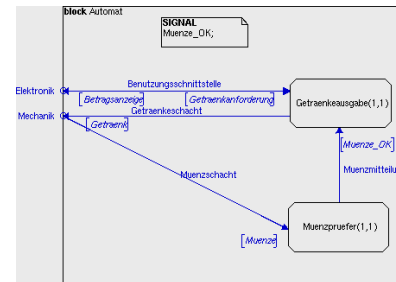 block Automat
SIGNAL
Muenze_OK;
Benutzungsschnittstelle
Elektronik
[Betragsanzeige]
[Getraenkanforderung]
Getraenkeausgabe(1,1)
Getraenkeschacht
Mechanik
[Getraenk]
[Muenze_OK]
Muenzschacht
Muenzmitteilu
Muenzpruefer(1,1)
[Muenze]